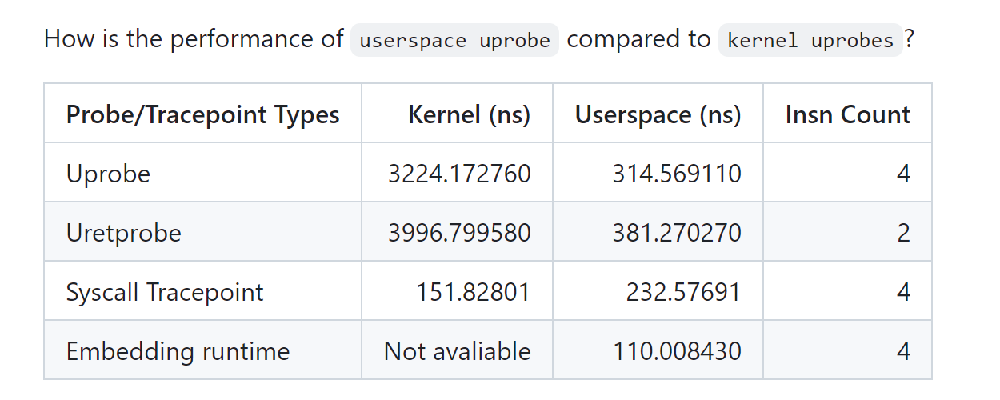 How is the performance of userspace uprobe compared to kernel uprobes?
Probe/Tracepoint Types Kernel (ns) Userspace (ns) Insn Count
Uprobe 3224.172760 314.569110 4
Uretprobe 3996.799580 381.270270 2
Syscall Tracepoint 151.82801 232.57691 4
Embedding runtime Not avaliable 110.008430 4